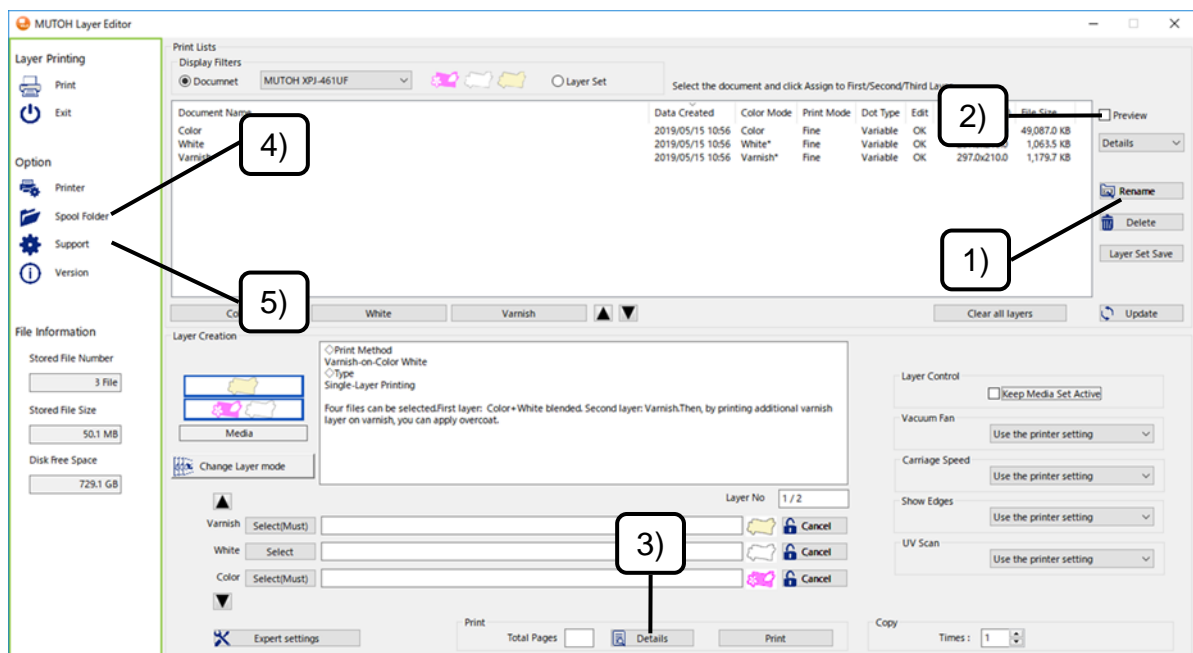 MUTOH Layer Editor
Layer Printing
Print
Exit
Option
Printer
Spool Folder
Support
Version
File Information
Stored File Number
3 File
Stored File Size
50.1 MB
Disk Free Space
729.1 GB
Print Lists
Display Filters
Documnet MUTOH XPJ-461UF Layer Set
Select the document and click Assign to First/Second/Third
Document Name Data Created Color Mode Print Mode Dot Type Edit File Size
Color 2019/05/15 10:56 Color Fine Variable OK 49,087.0 KB
White 2019/05/15 10:56 White* Fine Variable OK 1,063.5 KB
Varnish 2019/05/15 10:56 Varnish* Fine Variable OK 297.0x210.0 1,179.7 KB
Preview
Details
Rename
Delete
Layer Set Save
White Varnish Clear all layers Update
1)
2)
3)
4)
5)
Layer Creation
◇Print Method
Varnish-on-Color White
◇Type
Single-Layer Printing
Four files can be selected.First layer: Color+White blended. Second layer: Varnish.Then, by printing additional varnish
layer on varnish, you can apply overcoat.
Media
Change Layer mode
Layer No 1 / 2
Varnish Select(Must) Cancel
White Select Cancel
Color Select(Must) Cancel
Expert settings
Print
Total Pages Details Print
Layer Control
Keep Media Set Active
Vacuum Fan
Use the printer setting
Carriage Speed
Use the printer setting
Show Edges
Use the printer setting
UV Scan
Use the printer setting
Copy
Times : 1